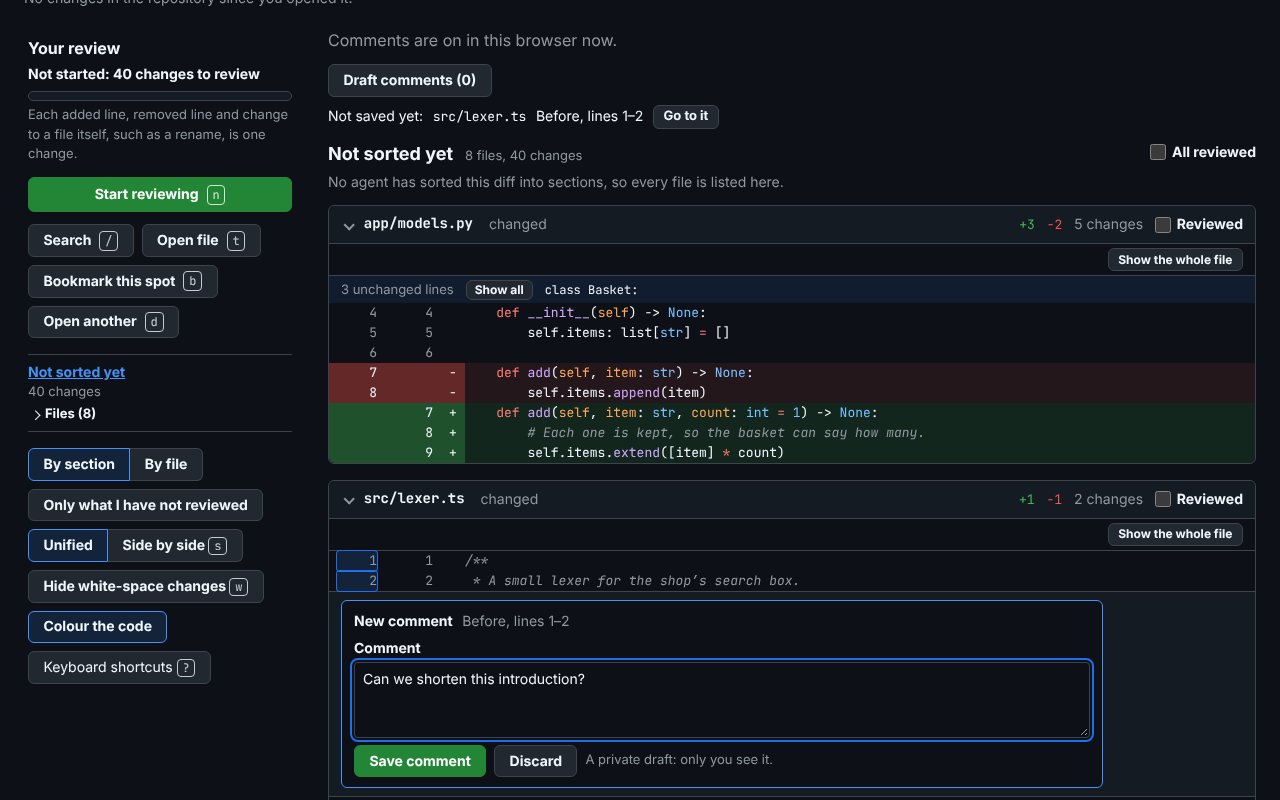 No changes in the repository since you opened it.
Your review
Not started: 40 changes to review
Each added line, removed line and change
to a file itself, such as a rename, is one
change.
Start reviewing n
Search / Open file t
Bookmark this spot b
Open another d
Not sorted yet
40 changes
Files (8)
By section By file
Only what I have not reviewed
Unified Side by side s
Hide white-space changes w
Colour the code
Keyboard shortcuts ?
Comments are on in this browser now.
Draft comments (0)
Not saved yet: src/lexer.ts Before, lines 1–2 Go to it
Not sorted yet 8 files, 40 changes All reviewed
No agent has sorted this diff into sections, so every file is listed here.
app/models.py changed +3 -2 5 changes Reviewed
Show the whole file
3 unchanged lines Show all class Basket:
4 4 def __init__(self) -> None:
5 5 self.items: list[str] = []
6 6
7 - def add(self, item: str) -> None:
8 - self.items.append(item)
7 + def add(self, item: str, count: int = 1) -> None:
8 + # Each one is kept, so the basket can say how many.
9 + self.items.extend([item] * count)
src/lexer.ts changed +1 -1 2 changes Reviewed
Show the whole file
1 1 /**
2 2 * A small lexer for the shop’s search box.
New comment Before, lines 1–2
Comment
Can we shorten this introduction?
Save comment Discard A private draft: only you see it.